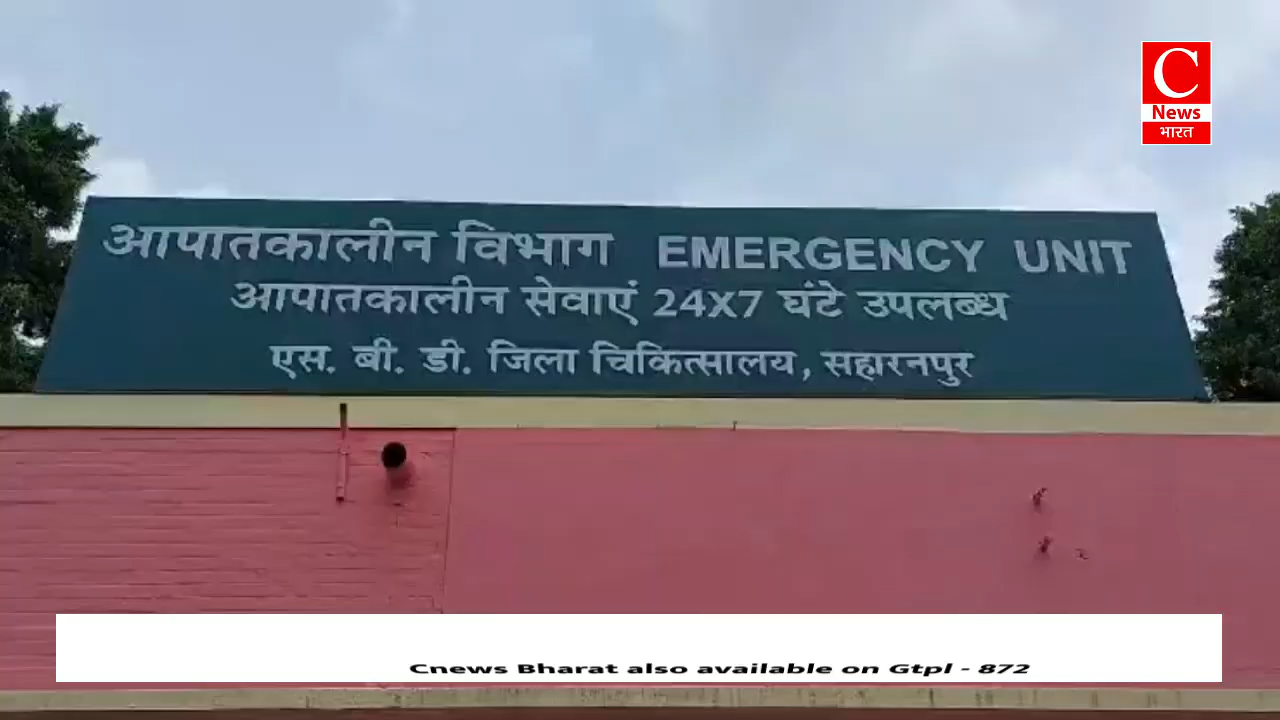 C
News
भारत
आपातकालीन विभाग EMERGENCY UNIT
आपातकालीन सेवाएं 24X7 घंटे उपलब्ध
एस. बी. डी. जिला चिकित्सालय, सहारनपुर
Cnews Bharat also available on Gtpl - 872